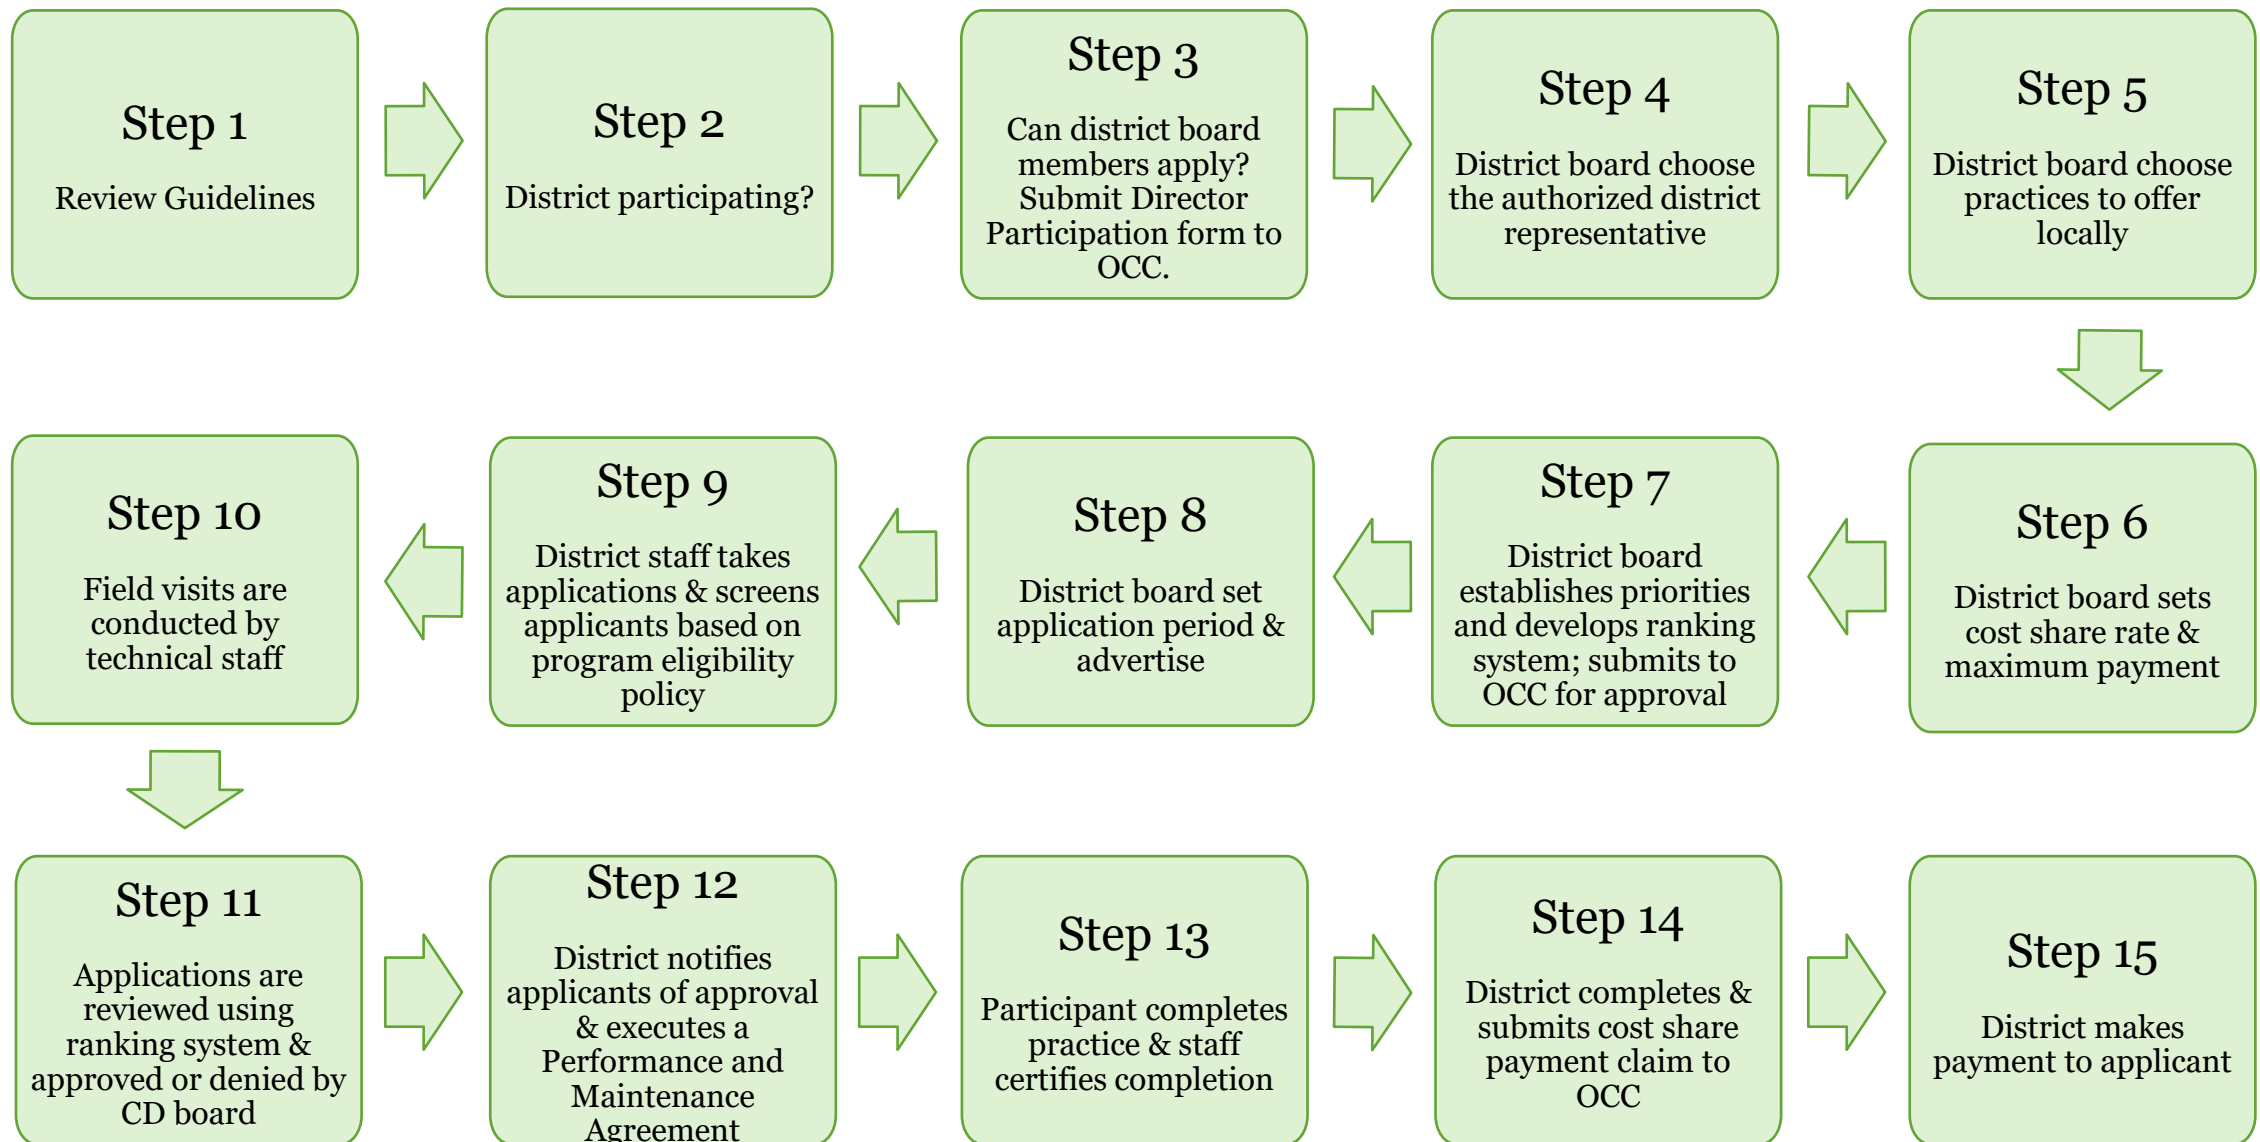 Step 1
Review Guidelines
Step 2
District participating?
Step 3
Can district board
members apply?
Submit Director
Participation form to
OCC.
Step 4
District board choose
the authorized district
representative
Step 5
District board choose
practices to offer
locally
Step 6
District board sets
cost share rate &
maximum payment
Step 7
District board
establishes priorities
and develops ranking
system; submits to
OCC for approval
Step 8
District board set
application period &
advertise
Step 9
District staff takes
applications & screens
applicants based on
program eligibility
policy
Step 10
Field visits are
conducted by
technical staff
Step 11
Applications are
reviewed using
ranking system &
approved or denied by
CD board
Step 12
District notifies
applicants of approval
& executes a
Performance and
Maintenance
Agreement
Step 13
Participant completes
practice & staff
certifies completion
Step 14
District completes &
submits cost share
payment claim to
OCC
Step 15
District makes
payment to applicant